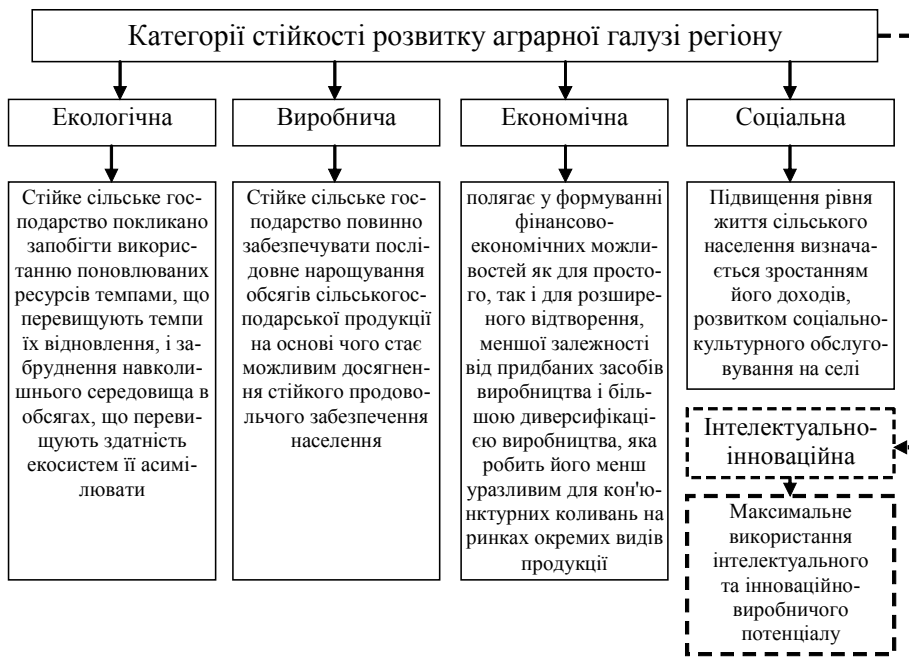 Категорії стійкості розвитку аграрної галузі регіону
Екологічна
Стійке сільське гос-
подарство покликано
запобігти викорис-
танню поновлюваних
ресурсів темпами, що
перевищують темпи
їх відновлення, і за-
бруднення навко-
лишнього середовища в
обсягах, що переви-
щують здатність
екосистем її асимі-
лювати
Виробнича
Стійке сільське гос-
подарство повинно
забезпечувати послі-
довне нарощування
обсягів сільськогос-
подарської продукції
на основі чого стає
можливим досягнен-
ня стійкого продово-
льчого забезпечення
населення
Економічна
полягає у формуванні
фінансово-
економічних можли-
востей як для просто-
го, так і для розшире-
ного відтворення,
меншої залежності
від придбаних засобів
виробництва і біль-
шою диверсифікаці-
єю виробництва, яка
робить його менш
уразливим для кон'ю-
нктурних коливань на
ринках окремих видів
продукції
Соціальна
Підвищення рівня
життя сільського
населення визнача-
ється зростанням
його доходів,
розвитком соціально-
культурного обслуго-
вування на селі
Інтелектуально-
інноваційна
Максимальне
використання
інтелектуального
та інноваційно-
виробничого
потенціалу